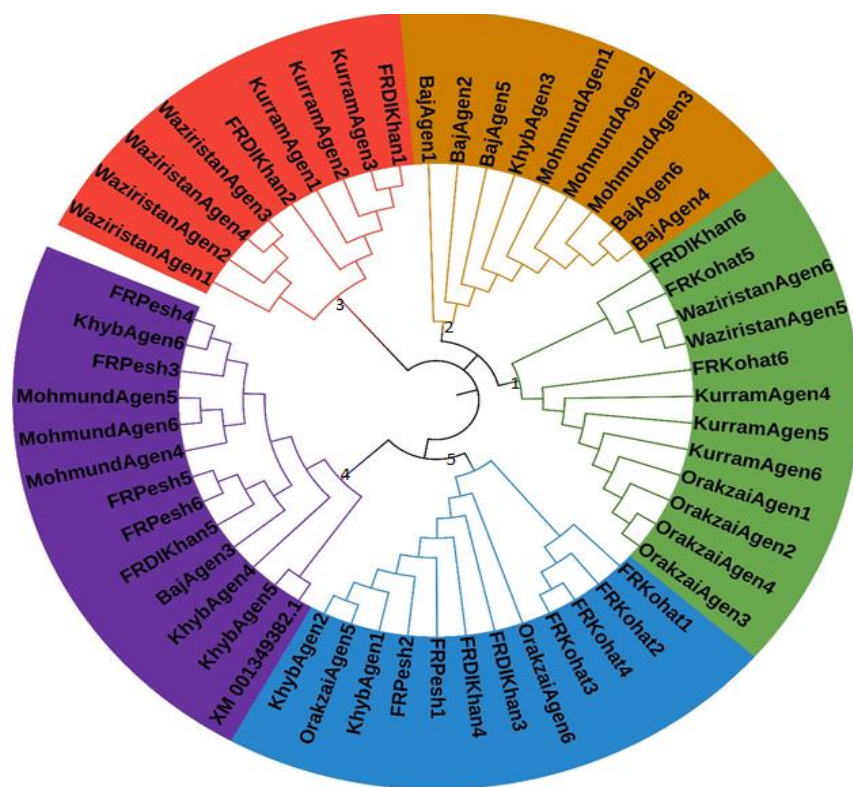 FRDIKhan1
KurramAgen3
KurramAgen2
KurramAgen1
FRDIKhan2
WaziristanAgen3
WaziristanAgen4
WaziristanAgen2
WaziristanAgen1
BajAgen1
BajAgen2
BajAgen5
KhybAgen3
MohmundAgen1
MohmundAgen2
MohmundAgen3
BajAgen6
BajAgen4
FRDIKhan6
FRKohat5
WaziristanAgen6
WaziristanAgen5
FRKohat6
KurramAgen4
KurramAgen5
KurramAgen6
OrakzaiAgen1
OrakzaiAgen2
OrakzaiAgen4
OrakzaiAgen3
FRKohat1
FRKohat2
FRKohat4
FRKohat3
OrakzaiAgen6
FRDIKhan3
FRDIKhan4
FRPesh1
FRPesh2
KhybAgen1
OrakzaiAgen5
KhybAgen2
XM 001349382.1
KhybAgen5
KhybAgen4
BajAgen3
FRDIKhan5
FRPesh6
FRPesh5
MohmundAgen4
MohmundAgen6
MohmundAgen5
FRPesh3
KhybAgen6
FRPesh4
3
2
1
5
4